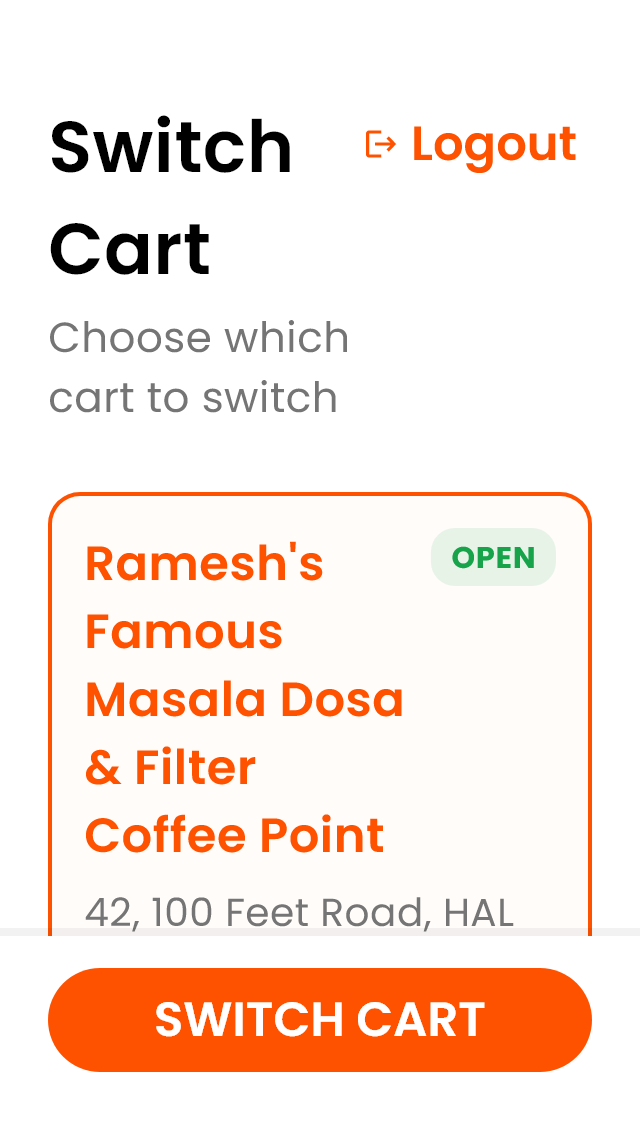 Switch
Cart
Logout
Choose which
cart to switch
Ramesh's
Famous
Masala Dosa
& Filter
Coffee Point
OPEN
42, 100 Feet Road, HAL
SWITCH CART